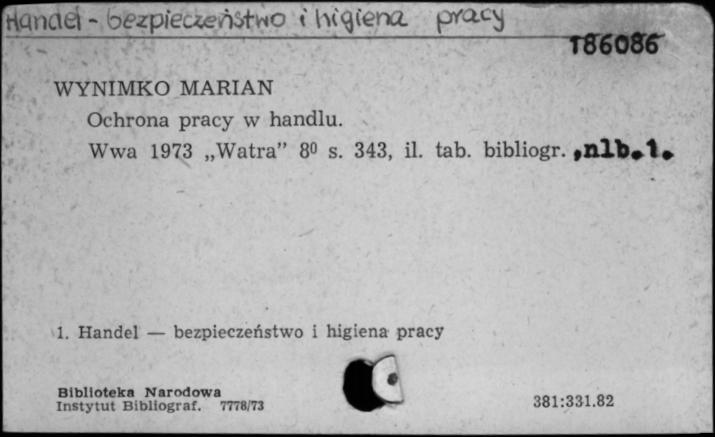 Handel - bezpieczeństwo i higiena pracy
T86086
WYNIMKO MARIAN
Ochrona pracy w handlu.
Wwa 1973 „Watra” 8⁰ s. 343, il. tab. bibliogr. ,nlb.1.
1. Handel — bezpieczeństwo i higiena pracy
Biblioteka Narodowa
Instytut Bibliograf. 7778/73
381:331.82